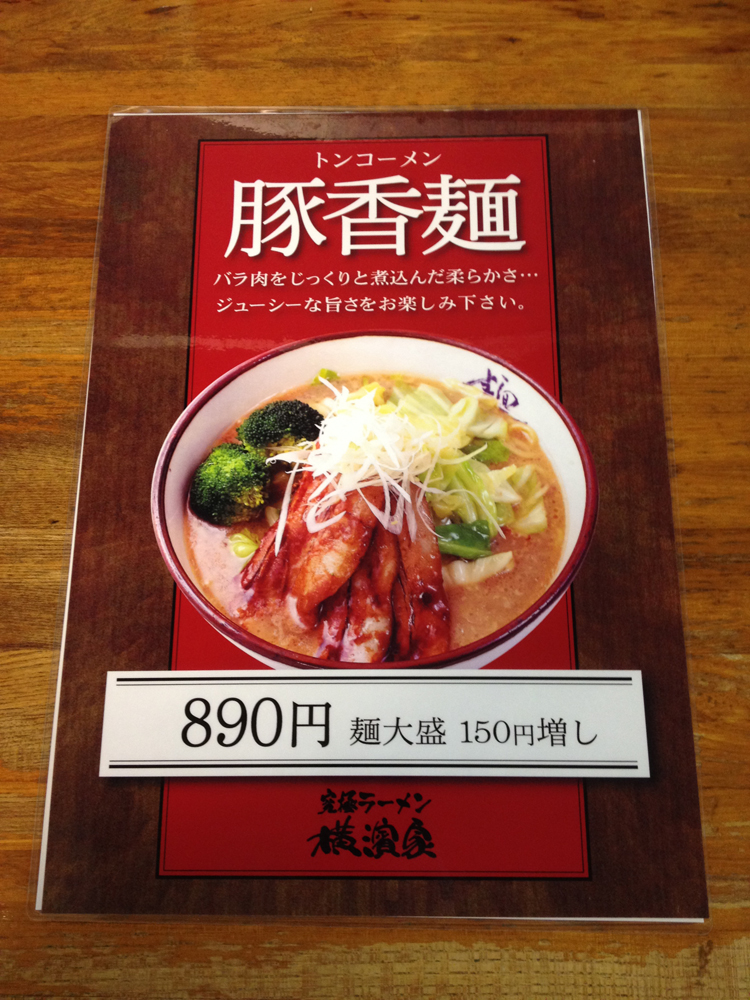 トンコーメン
豚香麺
バラ肉をじっくりと煮込んだ柔らかさ…
ジューシーな旨さをお楽しみ下さい。
890円 麺大盛 150円増し
究極ラーメン
横濱家